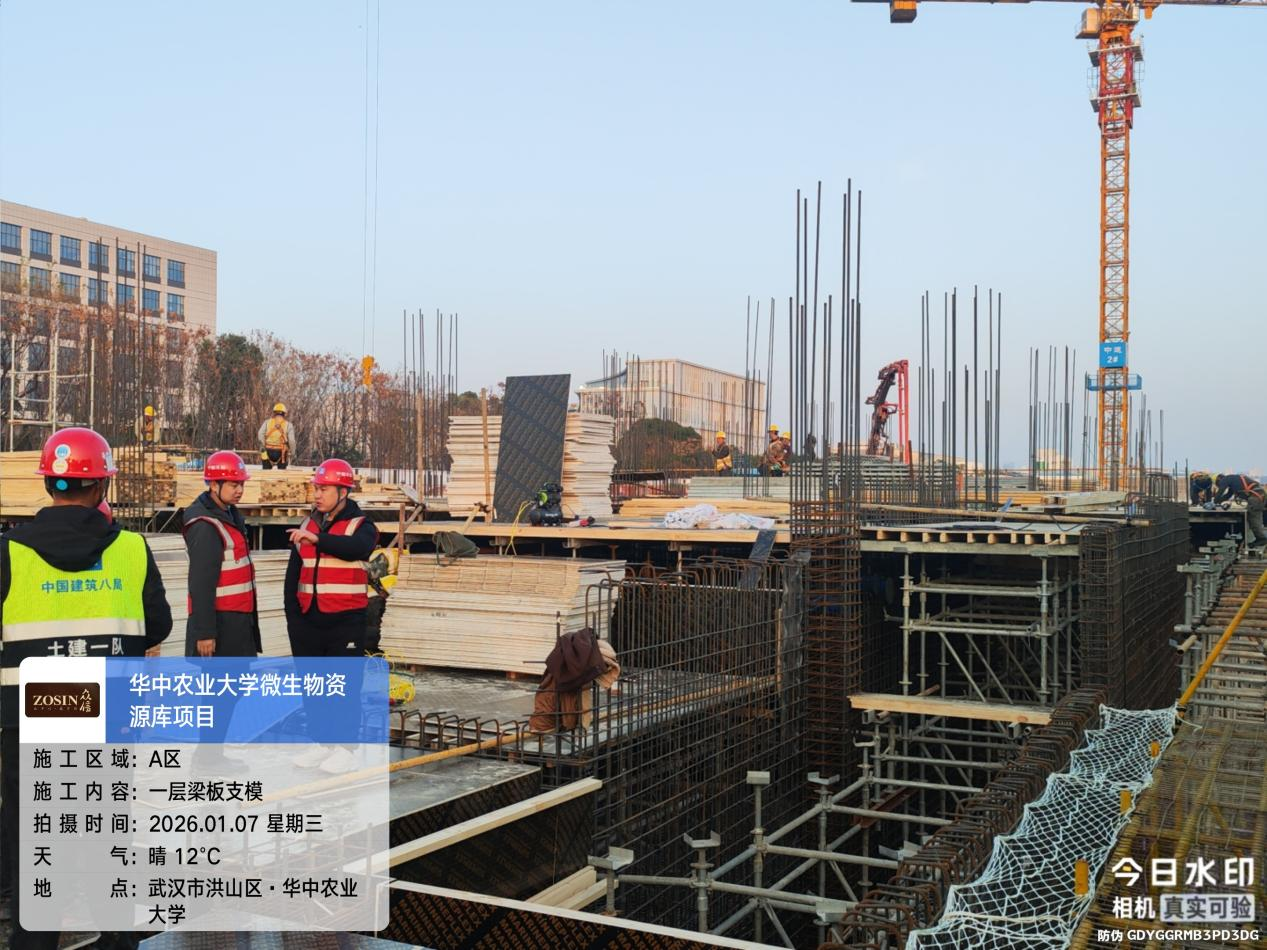 中建
2#
中国建筑八局
土建一队
ZOSIN 众信
华中农业大学微生物资
源库项目
施工区域：A区
施工内容：一层梁板支模
拍摄时间：2026.01.07 星期三
天气：晴 12°C
地点：武汉市洪山区·华中农业
大学
今日水印
相机 真实可验
防伪 GDYGGRMB3PD3DG